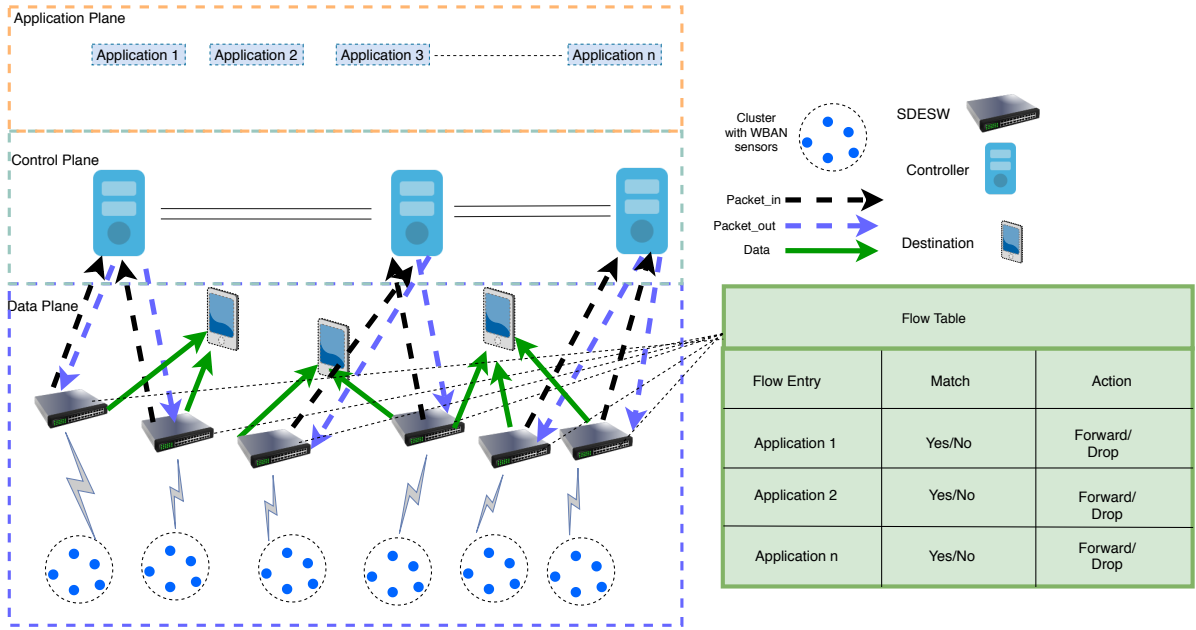 Application Plane
Application 1
Application 2
Application 3
Application n
Control Plane
Data Plane
Cluster
with WBAN
sensors
SDESW
Controller
Packet_in
Packet_out
Data
Destination
Flow Table
Flow Entry
Match
Action
Application 1
Yes/No
Forward/
Drop
Application 2
Yes/No
Forward/
Drop
Application n
Yes/No
Forward/
Drop